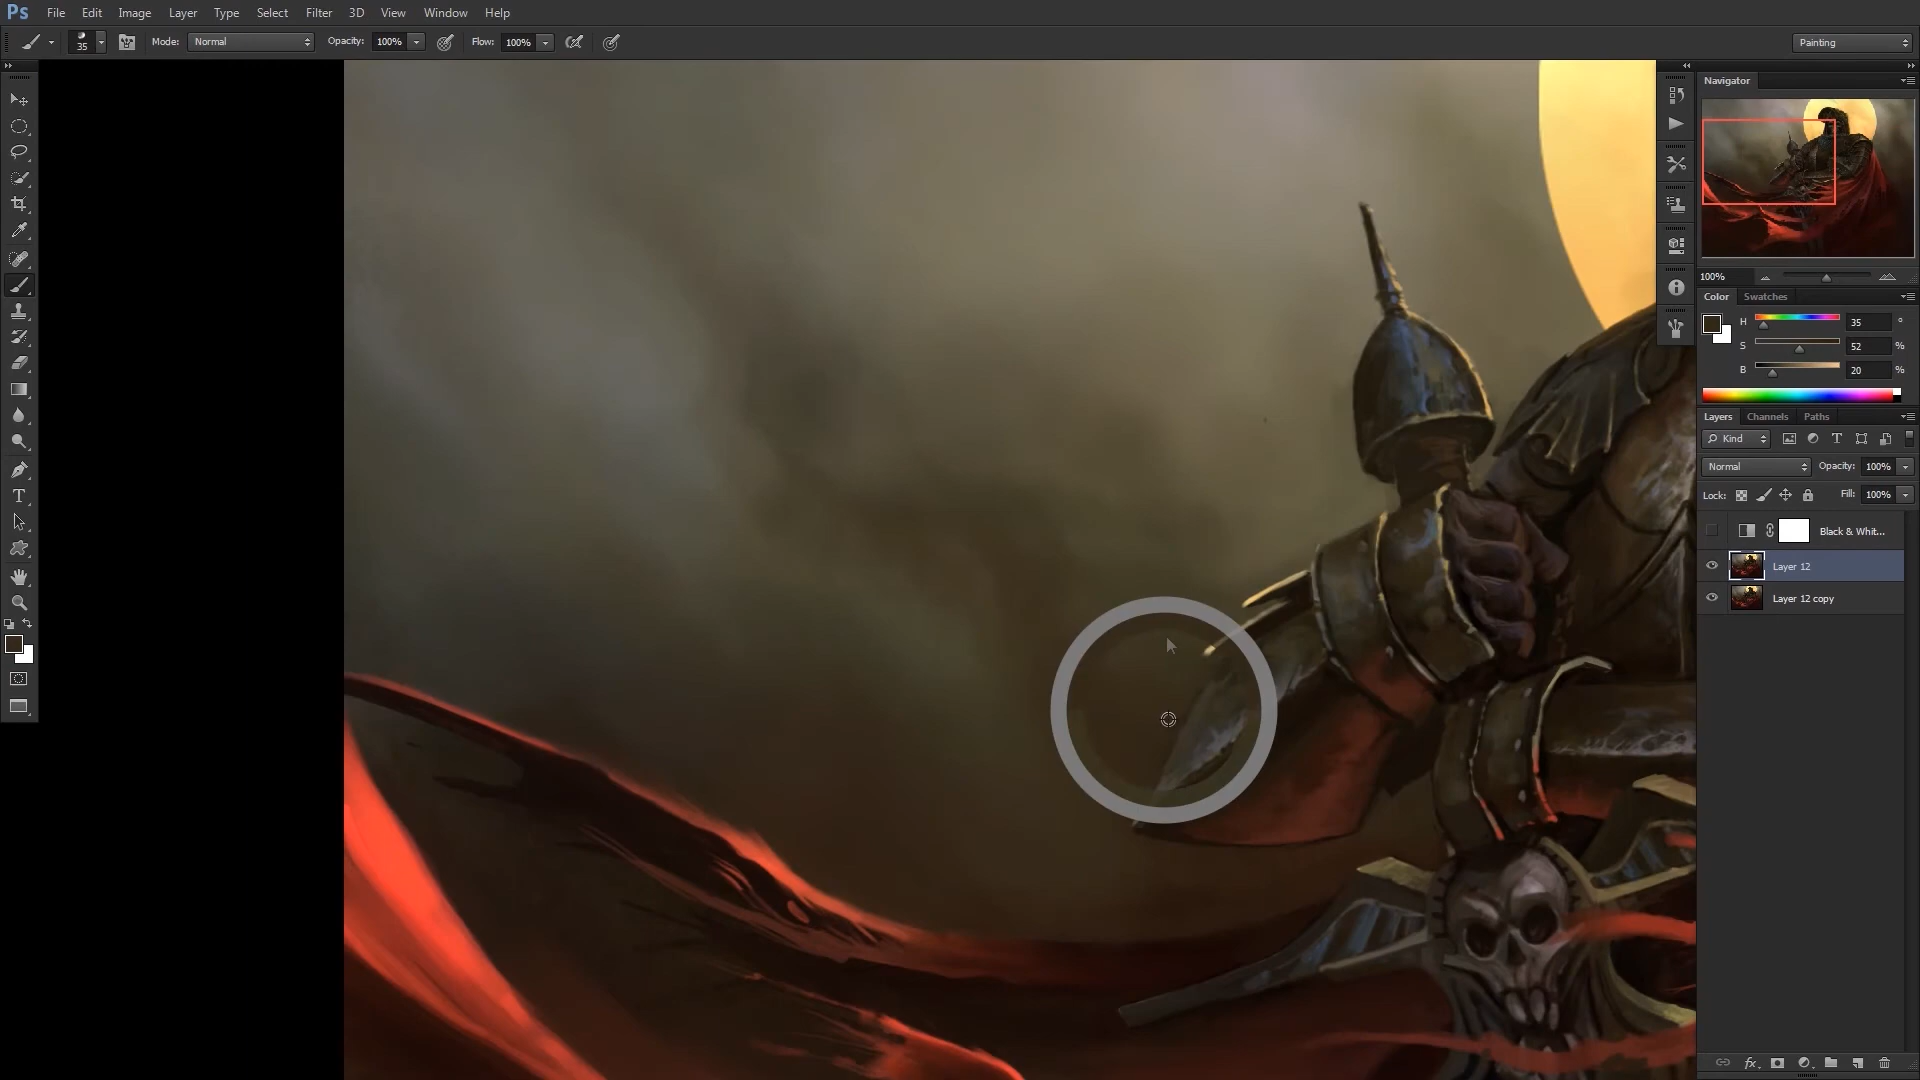 Ps File Edit Image Layer Type Select Filter 3D View Window Help
35 Mode: Normal Opacity: 100% Flow: 100% Painting
Navigator
100%
Color Swatches
H 35 °
S 52 %
B 20 %
Layers Channels Paths
Kind T
Normal Opacity: 100%
Lock: Fill: 100%
Black & Whit...
Layer 12
Layer 12 copy
T
fx